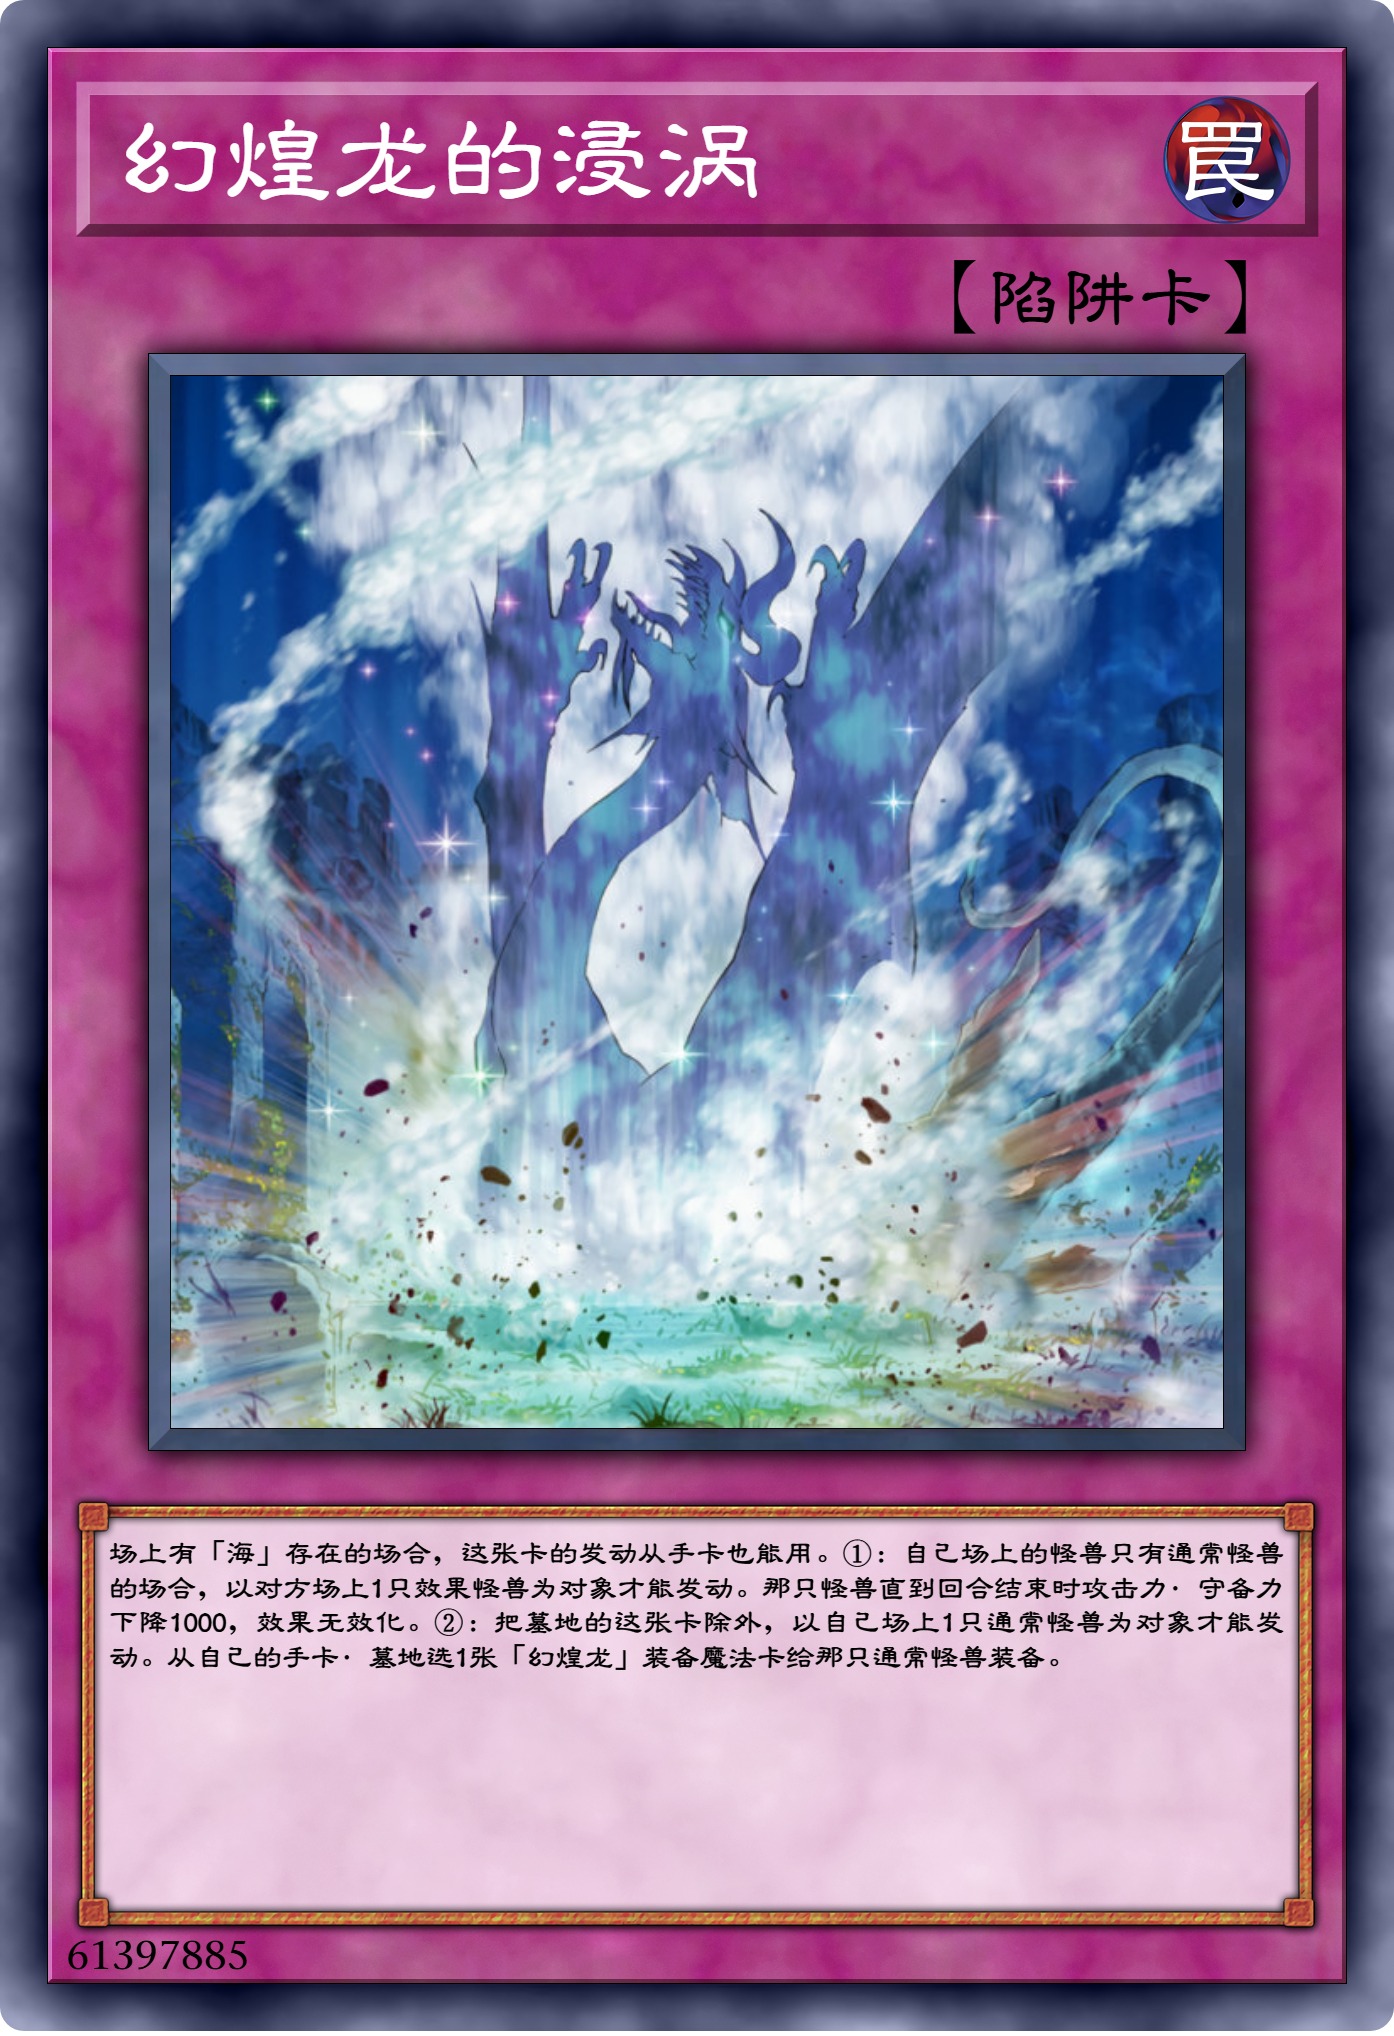 幻煌龙的浸涡
罠
【陷阱卡】
场上有「海」存在的场合，这张卡的发动从手卡也能用。①：自己场上的怪兽只有通常怪兽
的场合，以对方场上1只效果怪兽为对象才能发动。那只怪兽直到回合结束时攻击力·守备力
下降1000，效果无效化。②：把墓地的这张卡除外，以自己场上1只通常怪兽为对象才能发
动。从自己的手卡·墓地选1张「幻煌龙」装备魔法卡给那只通常怪兽装备。
61397885